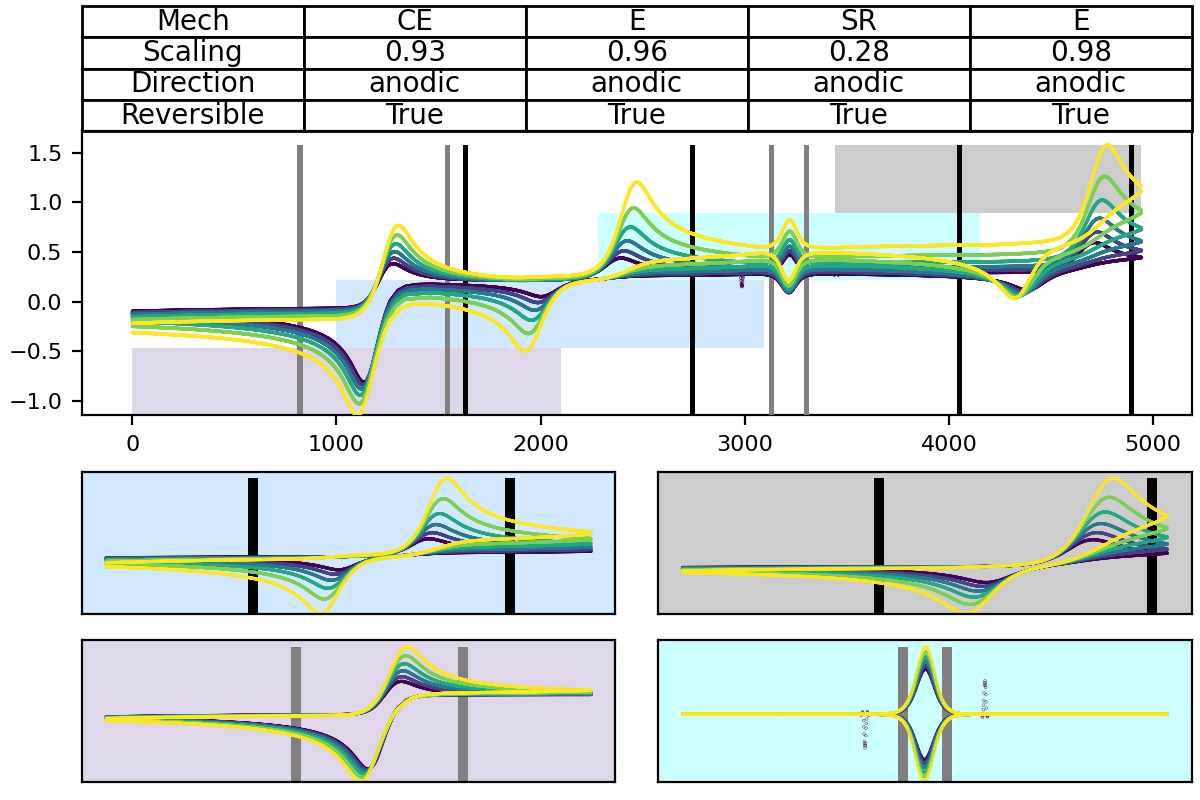 Mech CE E SR E
Scaling 0.93 0.96 0.28 0.98
Direction anodic anodic anodic anodic
Reversible True True True True
1.5
1.0
0.5
0.0
−0.5
−1.0
0 1000 2000 3000 4000 5000